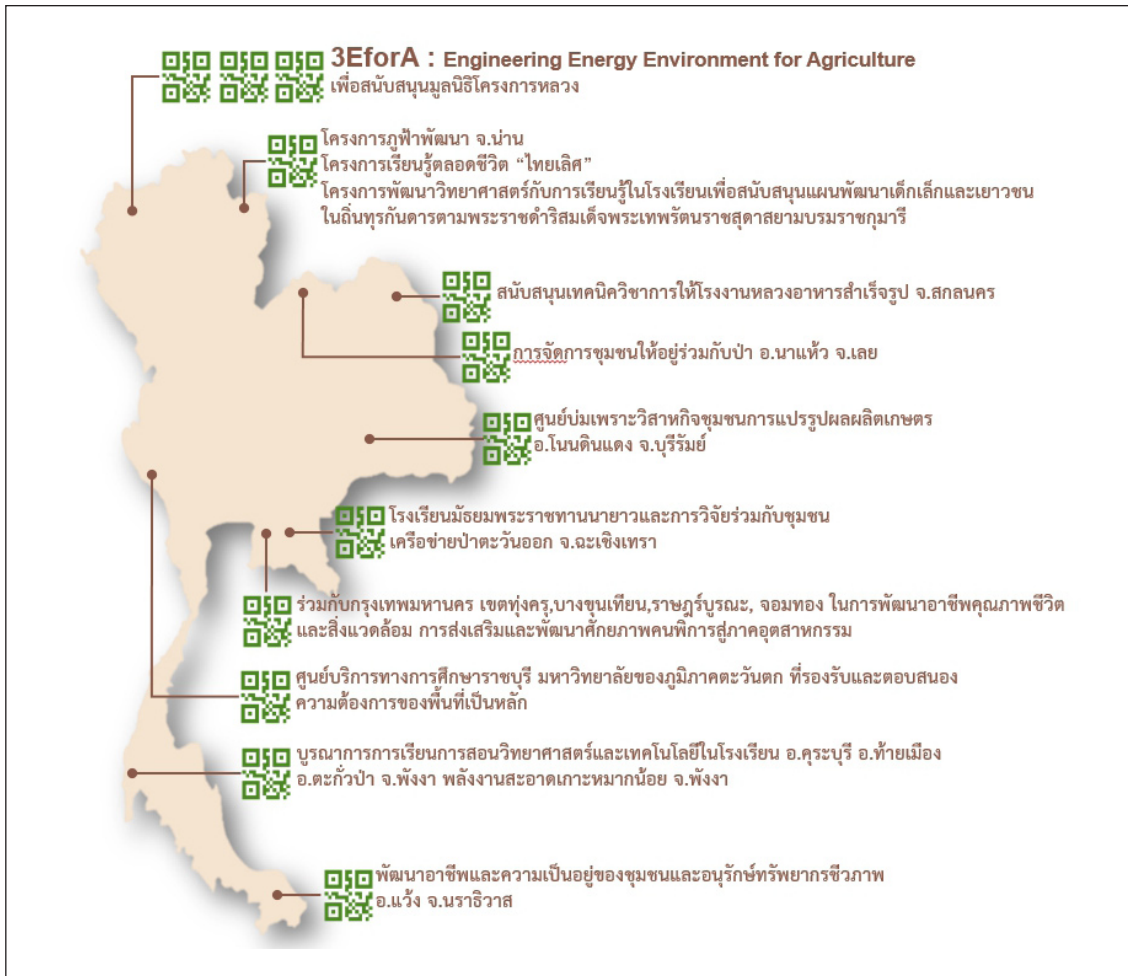 3EforA : Engineering Energy Environment for Agriculture
เพื่อสนับสนุนมูลนิธิโครงการหลวง
โครงการภูฟ้าพัฒนา จ.น่าน
โครงการเรียนรู้ตลอดชีวิต “ไทยเลิศ”
โครงการพัฒนาวิทยาศาสตร์กับการเรียนรู้ในโรงเรียนเพื่อสนับสนุนแผนพัฒนาเด็กเล็กและเยาวชน
ในถิ่นทุรกันดารตามพระราชดำริสมเด็จพระเทพรัตนราชสุดาสยามบรมราชกุมารี
สนับสนุนเทคนิควิชาการให้โรงงานหลวงอาหารสำเร็จรูป จ.สกลนคร
การจัดการชุมชนให้อยู่ร่วมกับป่า อ.นาแห้ว จ.เลย
ศูนย์บ่มเพราะวิสาหกิจชุมชนการแปรรูปผลผลิตเกษตร
อ.โนนดินแดง จ.บุรีรัมย์
โรงเรียนมัธยมพระราชทานนายาวและการวิจัยร่วมกับชุมชน
เครือข่ายป่าตะวันออก จ.ฉะเชิงเทรา
ร่วมกับกรุงเทพมหานคร เขตทุ่งครุ,บางขุนเทียน,ราษฎร์บูรณะ, จอมทอง ในการพัฒนาอาชีพคุณภาพชีวิต
และสิ่งแวดล้อม การส่งเสริมและพัฒนาศักยภาพคนพิการสู่ภาคอุตสาหกรรม
ศูนย์บริการทางการศึกษาราชบุรี มหาวิทยาลัยของภูมิภาคตะวันตก ที่รองรับและตอบสนอง
ความต้องการของพื้นที่เป็นหลัก
บูรณาการการเรียนการสอนวิทยาศาสตร์และเทคโนโลยีในโรงเรียน อ.คุระบุรี อ.ท้ายเมือง
อ.ตะกั่วป่า จ.พังงา พลังงานสะอาดเกาะหมากน้อย จ.พังงา
พัฒนาอาชีพและความเป็นอยู่ของชุมชนและอนุรักษ์ทรัพยากรชีวภาพ
อ.แว้ง จ.นราธิวาส